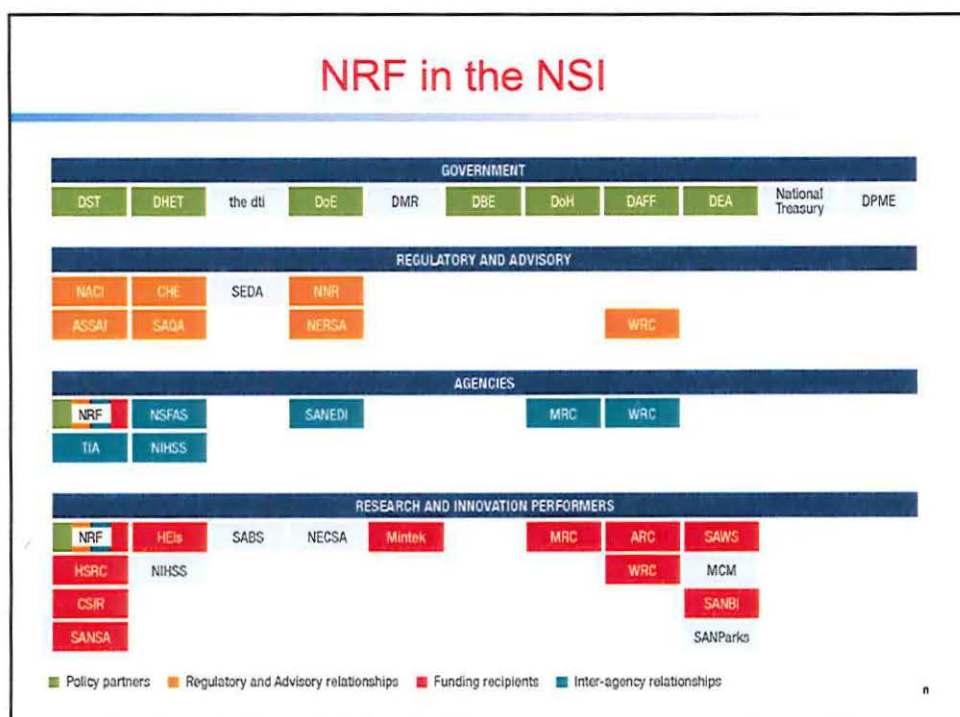 NRF in the NSI
GOVERNMENT
DST DHET the dti DoE DMR DBE DoH DAFF DEA National Treasury DPME
REGULATORY AND ADVISORY
NACI CHE SEDA NNR
ASSAf SAQA NERSA WRC
AGENCIES
NRF NSFAS SANEDI MRC WRC
TIA NIHSS
RESEARCH AND INNOVATION PERFORMERS
NRF HEIs SABS NECSA Mintek MRC ARC SAWS
HSRC NIHSS WRC MCM
CSIR SANBI
SANSA SANParks
Policy partners Regulatory and Advisory relationships Funding recipients Inter-agency relationships
n